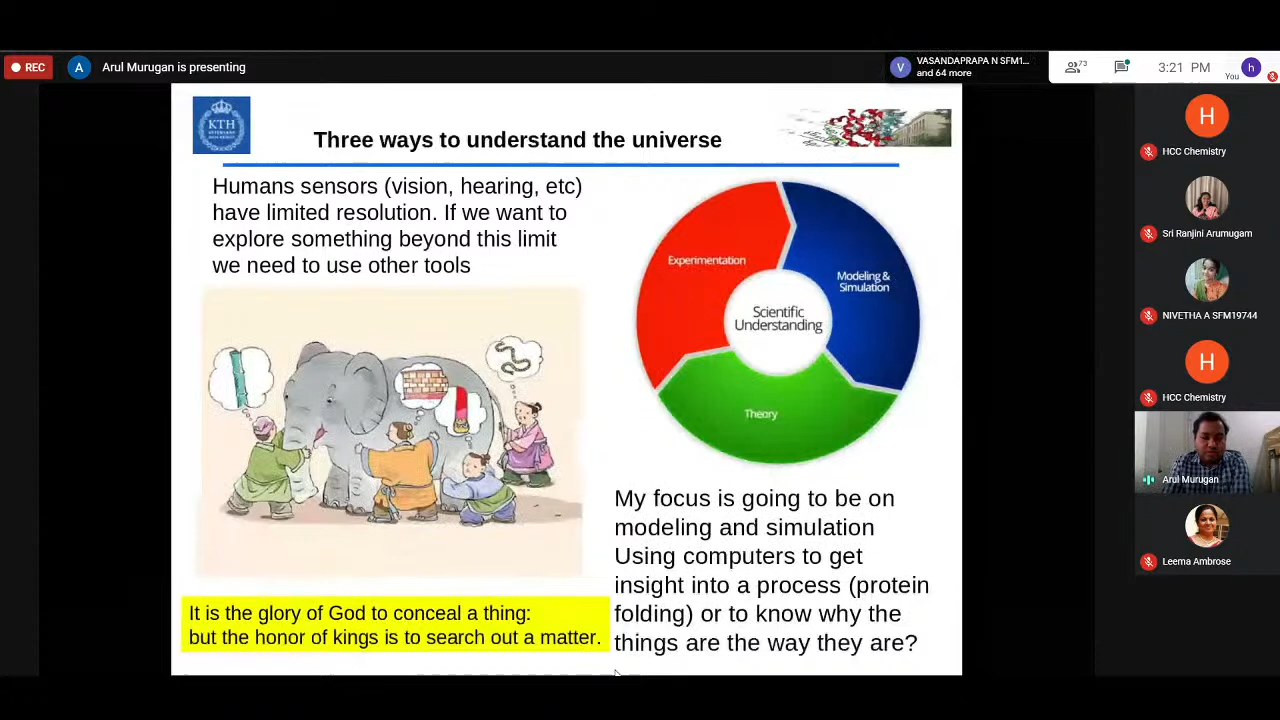 REC
A
Arul Murugan is presenting
V
VASANDAPRAPA N SFM1...
and 64 more
73
3:21 PM
You
h
KTH
Three ways to understand the universe
Humans sensors (vision, hearing, etc)
have limited resolution. If we want to
explore something beyond this limit
we need to use other tools
Experimentation
Modeling &
Simulation
Scientific
Understanding
Theory
My focus is going to be on
modeling and simulation
Using computers to get
insight into a process (protein
folding) or to know why the
things are the way they are?
It is the glory of God to conceal a thing:
but the honor of kings is to search out a matter.
H
HCC Chemistry
Sri Ranjini Arumugam
NIVETHA A SFM19744
H
HCC Chemistry
Arul Murugan
Leema Ambrose